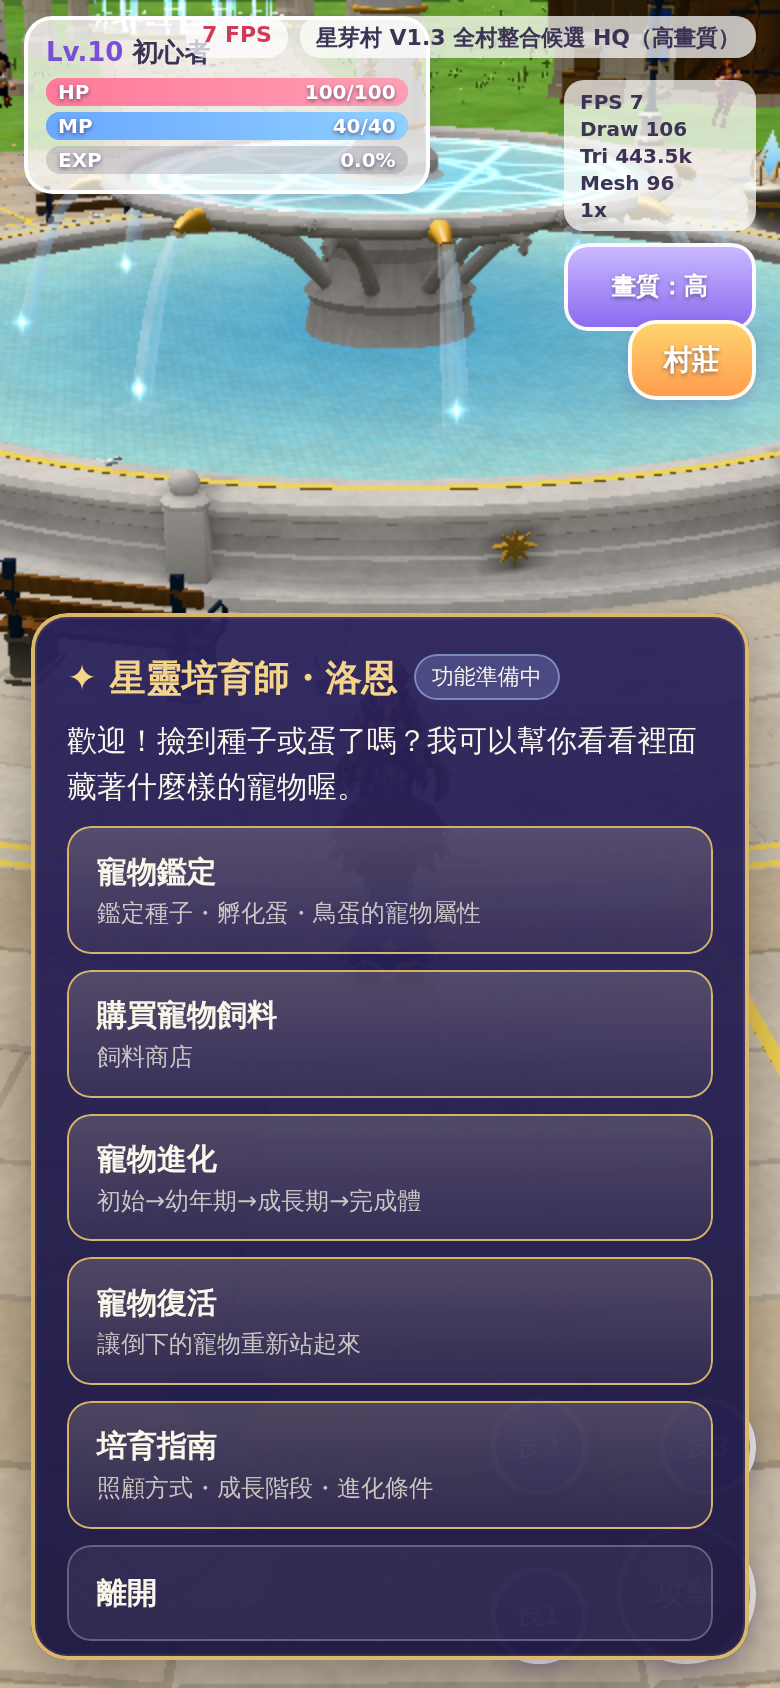 7 FPS
星芽村 V1.3 全村整合候選 HQ（高畫質）
Lv.10 初心者
HP 100/100
MP 40/40
EXP 0.0%
FPS 7
Draw 106
Tri 443.5k
Mesh 96
1x
畫質：高
村莊
✦ 星靈培育師・洛恩 功能準備中
歡迎！撿到種子或蛋了嗎？我可以幫你看看裡面
藏著什麼樣的寵物喔。
寵物鑑定
鑑定種子・孵化蛋・鳥蛋的寵物屬性
購買寵物飼料
飼料商店
寵物進化
初始→幼年期→成長期→完成體
寵物復活
讓倒下的寵物重新站起來
培育指南
照顧方式・成長階段・進化條件
技2 技3
離開
技1 攻擊